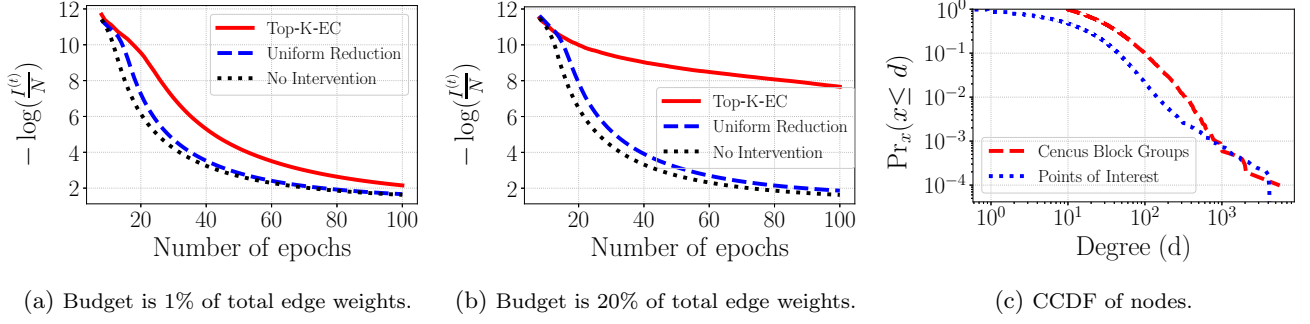 12
10
8
6
4
2
− log(I^(t)/N)
Top-K-EC
Uniform Reduction
No Intervention
20 40 60 80 100
Number of epochs
(a) Budget is 1% of total edge weights.
12
10
8
6
4
2
− log(I^(t)/N)
Top-K-EC
Uniform Reduction
No Intervention
20 40 60 80 100
Number of epochs
(b) Budget is 20% of total edge weights.
10^0
10^−1
10^−2
10^−3
10^−4
Pr_x(x ≤ d)
Cencus Block Groups
Points of Interest
10^0 10^1 10^2 10^3
Degree (d)
(c) CCDF of nodes.